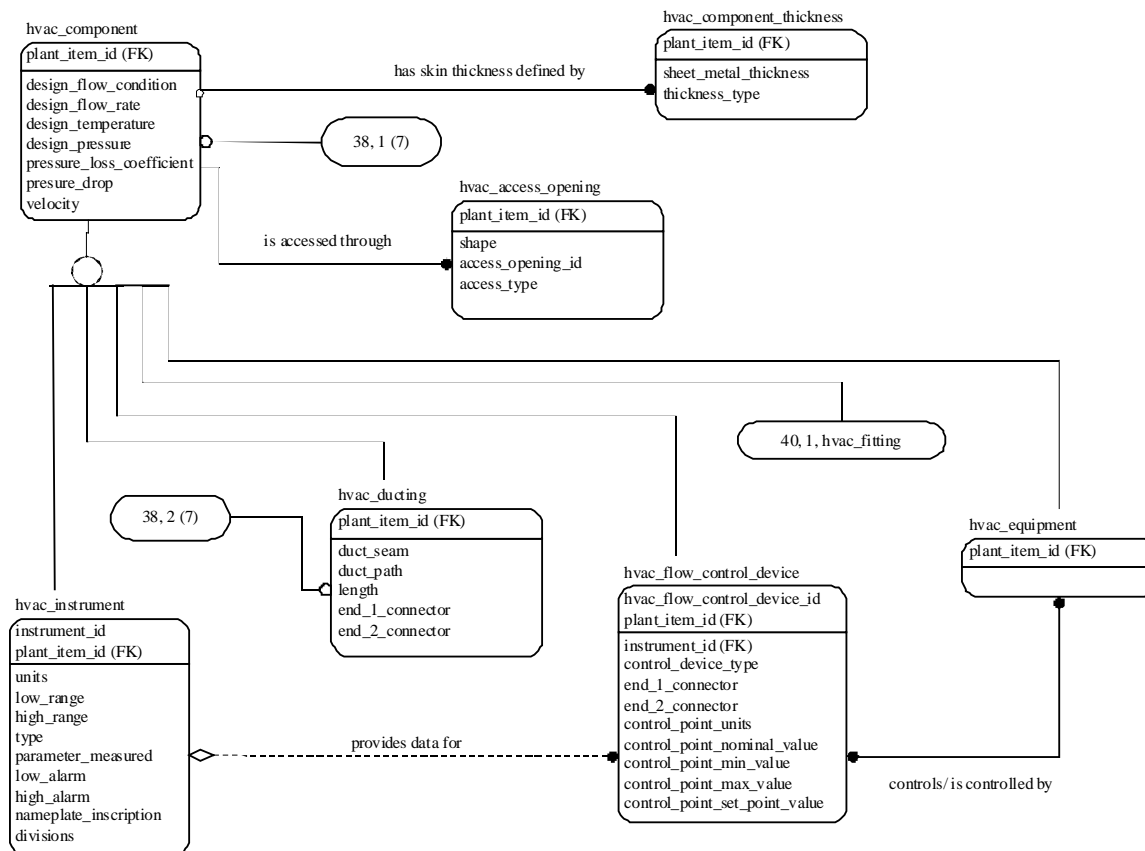 hvac_component
plant_item_id (FK)
design_flow_condition
design_flow_rate
design_temperature
design_pressure
pressure_loss_coefficient
presure_drop
velocity
has skin thickness defined by
hvac_component_thickness
plant_item_id (FK)
sheet_metal_thickness
thickness_type
38, 1 (7)
is accessed through
hvac_access_opening
plant_item_id (FK)
shape
access_opening_id
access_type
40, 1, hvac_fitting
38, 2 (7)
hvac_ducting
plant_item_id (FK)
duct_seam
duct_path
length
end_1_connector
end_2_connector
hvac_equipment
plant_item_id (FK)
hvac_instrument
instrument_id
plant_item_id (FK)
units
low_range
high_range
type
parameter_measured
low_alarm
high_alarm
nameplate_inscription
divisions
provides data for
hvac_flow_control_device
hvac_flow_control_device_id
plant_item_id (FK)
instrument_id (FK)
control_device_type
end_1_connector
end_2_connector
control_point_units
control_point_nominal_value
control_point_min_value
control_point_max_value
control_point_set_point_value
controls/ is controlled by